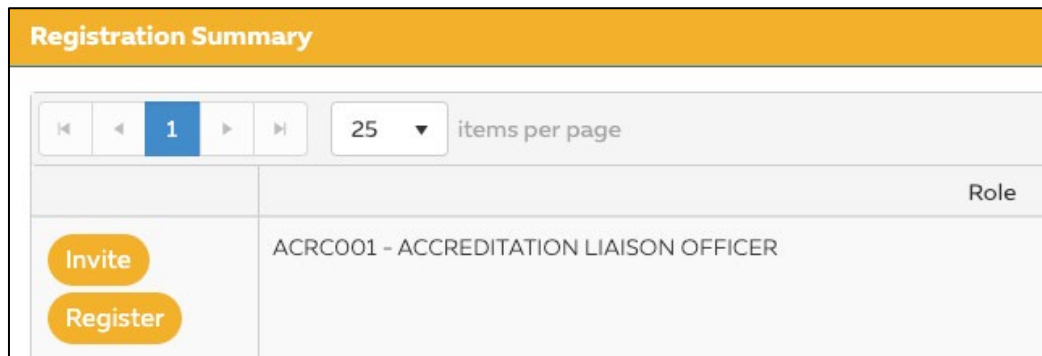 Registration Summary
1 25 items per page
Role
Invite ACRC001 - ACCREDITATION LIAISON OFFICER
Register